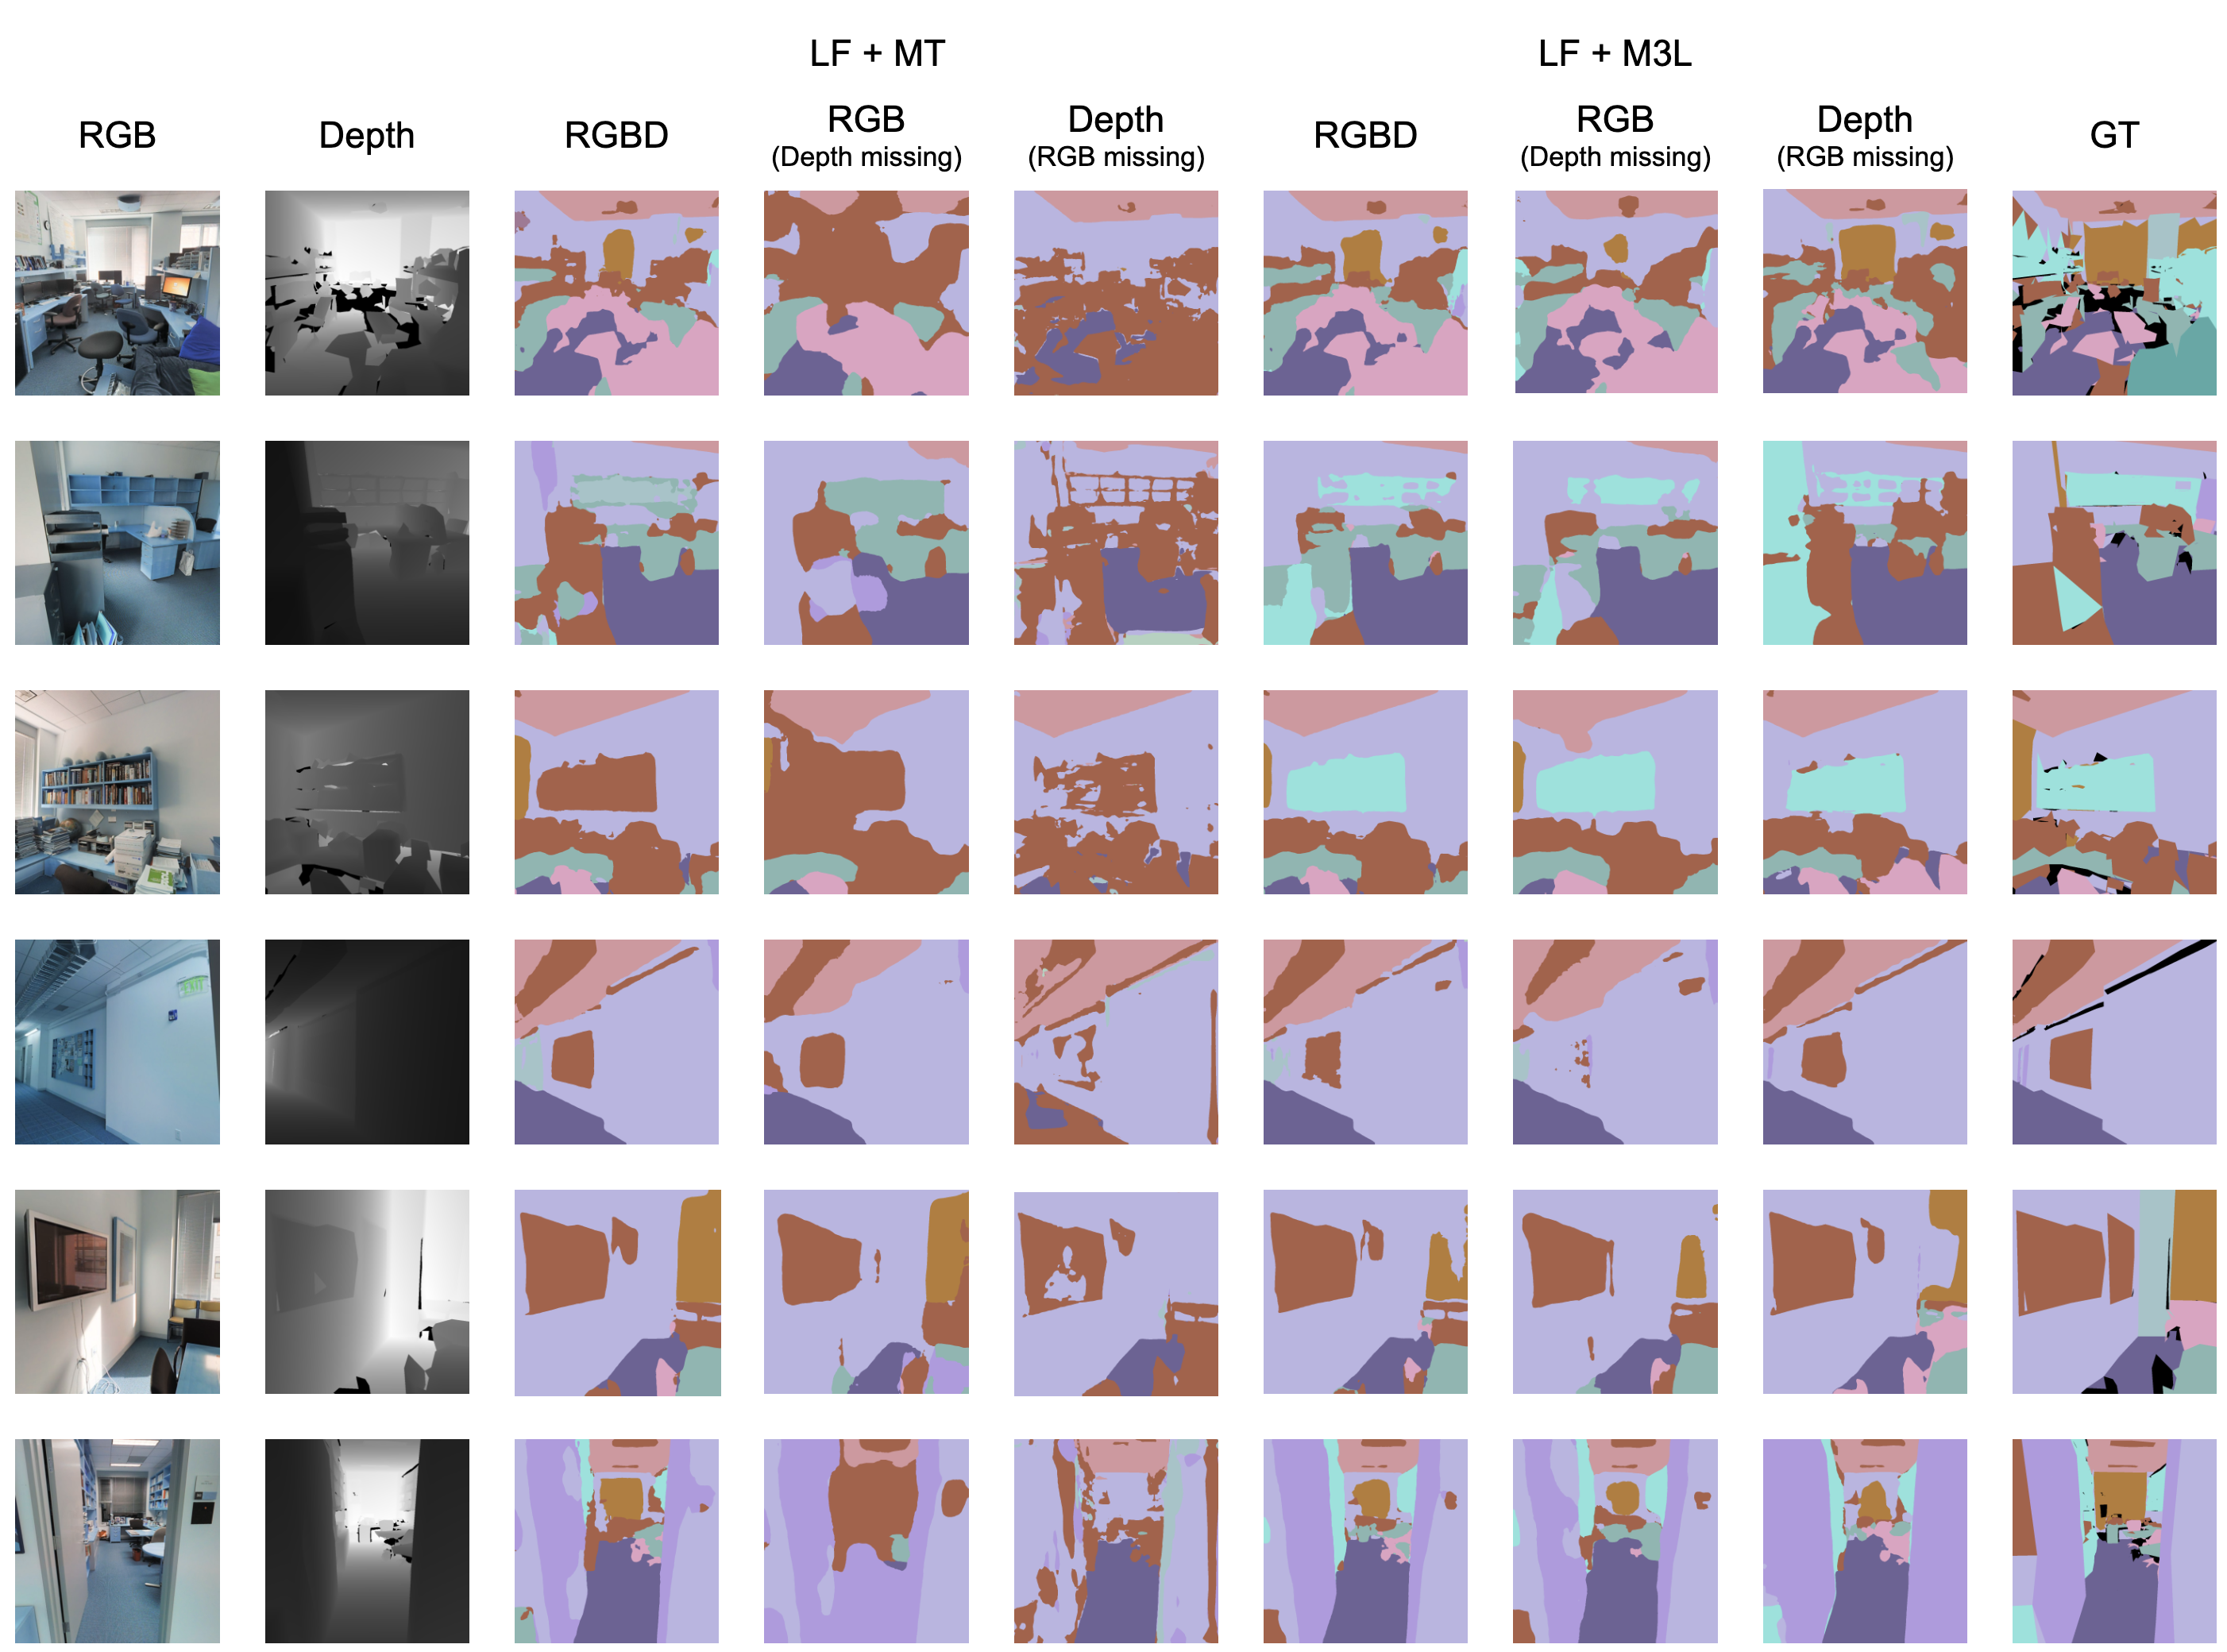 LF + MT
LF + M3L
RGB
Depth
RGBD
RGB
(Depth missing)
Depth
(RGB missing)
RGBD
RGB
(Depth missing)
Depth
(RGB missing)
GT